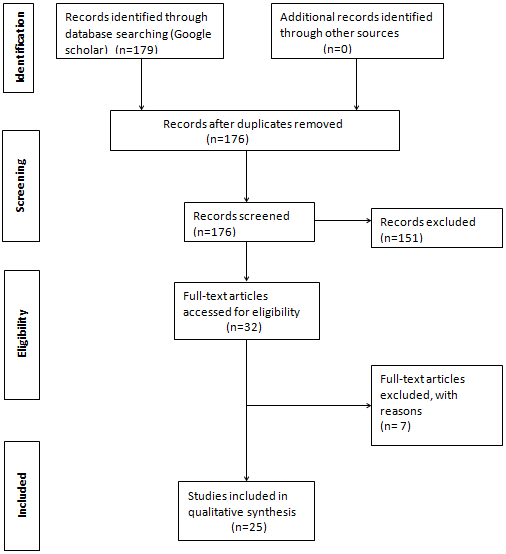 Identification
Records identified through
database searching (Google
scholar) (n=179)
Additional records identified
through other sources
(n=0)
Records after duplicates removed
(n=176)
Screening
Records screened
(n=176)
Records excluded
(n=151)
Eligibility
Full-text articles
accessed for eligibility
(n=32)
Full-text articles
excluded, with
reasons
(n= 7)
Included
Studies included in
qualitative synthesis
(n=25)